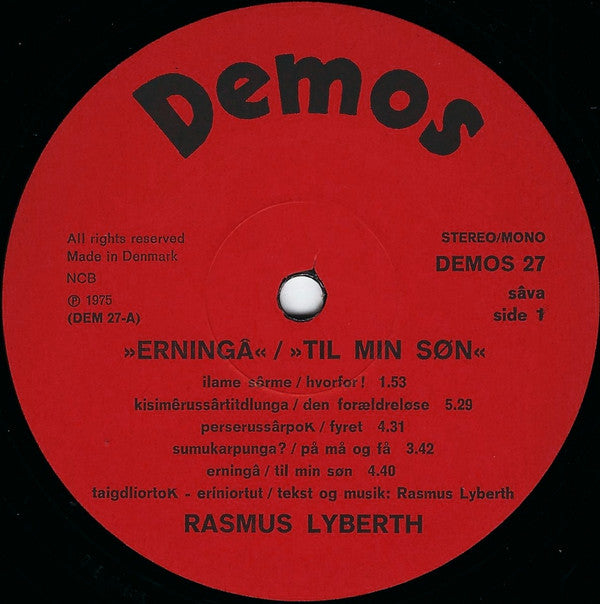 Demos
All rights reserved
Made in Denmark
NCB
℗ 1975
(DEM 27-A)
STEREO/MONO
DEMOS 27
sâva
side 1
»ERNINGÂ« / »TIL MIN SØN«
ilame sôrme / hvorfor! 1.53
kisimêrussârtitdlunga / den forældreløse 5.29
perserussârpoK / fyret 4.31
sumukarpunga? / på må og få 3.42
erningâ / til min søn 4.40
taigdliortoK - eriniortut / tekst og musik: Rasmus Lyberth
RASMUS LYBERTH